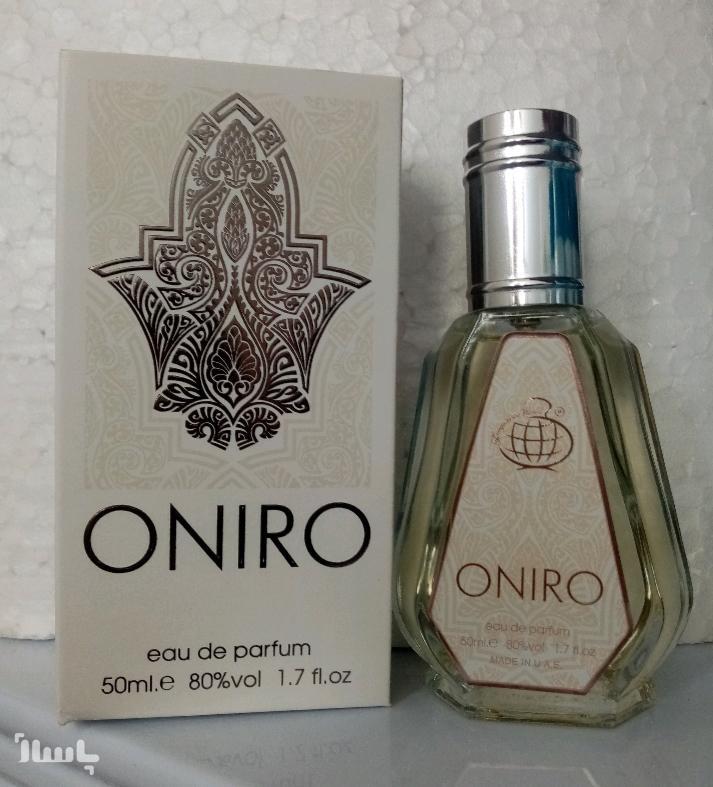 ONIRO
eau de parfum
50ml.e 80%vol 1.7 fl.oz
ONIRO
eau de parfum
50ml.e 80%vol 1.7 fl.oz
MADE IN U.A.E.
پاساژ